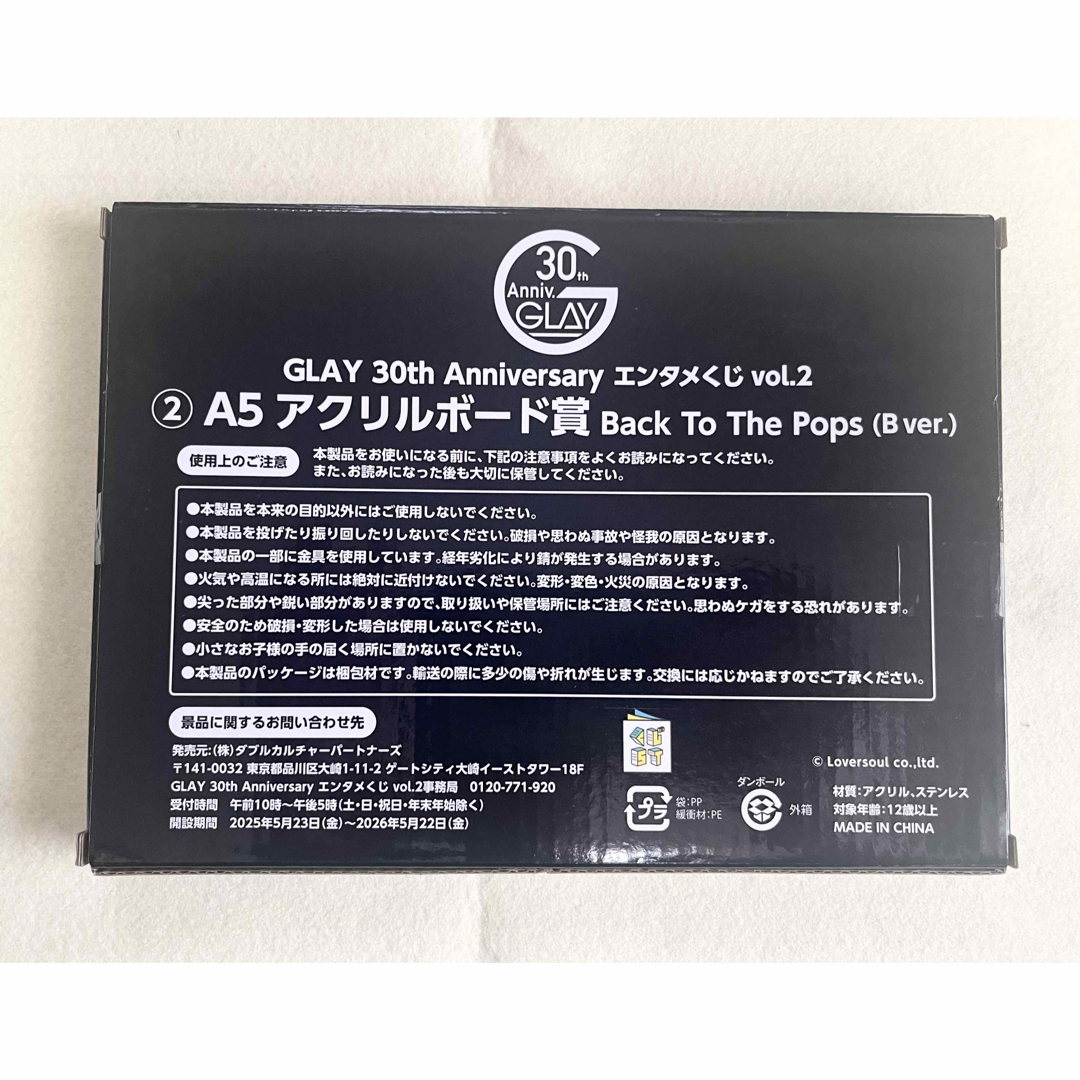 30th
Anniv.
GLAY
GLAY 30th Anniversary エンタメくじ vol.2
② A5 アクリルボード賞 Back To The Pops (B ver.)
使用上のご注意
本製品をお使いになる前に、下記の注意事項をよくお読みになってください。
また、お読みになった後も大切に保管してください。
●本製品を本来の目的以外にはご使用しないでください。
●本製品を投げたり振り回したりしないでください。破損や思わぬ事故や怪我の原因となります。
●本製品の一部に金具を使用しています。経年劣化により錆が発生する場合があります。
●火気や高温になる所には絶対に近付けないでください。変形・変色・火災の原因となります。
●尖った部分や鋭い部分がありますので、取り扱いや保管場所にはご注意ください。思わぬケガをする恐れがあります。
●安全のため破損・変形した場合は使用しないでください。
●小さなお子様の手の届く場所に置かないでください。
●本製品のパッケージは梱包材です。輸送の際に多少の傷や折れが生じます。交換には応じかねますのでご了承ください。
景品に関するお問い合わせ先
発売元:(株)ダブルカルチャーパートナーズ
〒141-0032 東京都品川区大崎1-11-2 ゲートシティ大崎イーストタワー18F
GLAY 30th Anniversary エンタメくじ vol.2事務局 0120-771-920
受付時間 午前10時～午後5時(土・日・祝日・年末年始除く)
開設期間 2025年5月23日(金)～2026年5月22日(金)
くじ
ST
プラ
袋:PP
緩衝材:PE
ダンボール
外箱
© Loversoul co.,ltd.
材質:アクリル、ステンレス
対象年齢:12歳以上
MADE IN CHINA